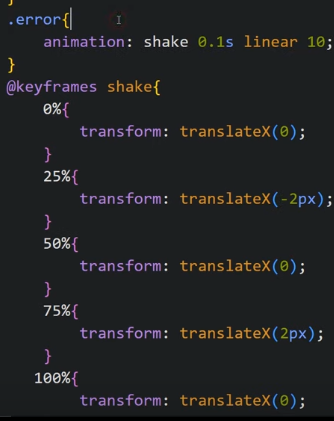 }
.error{
animation: shake 0.1s linear 10;
}
@keyframes shake{
0%{
transform: translateX(0);
}
25%{
transform: translateX(-2px);
}
50%{
transform: translateX(0);
}
75%{
transform: translateX(2px);
}
100%{
transform: translateX(0);